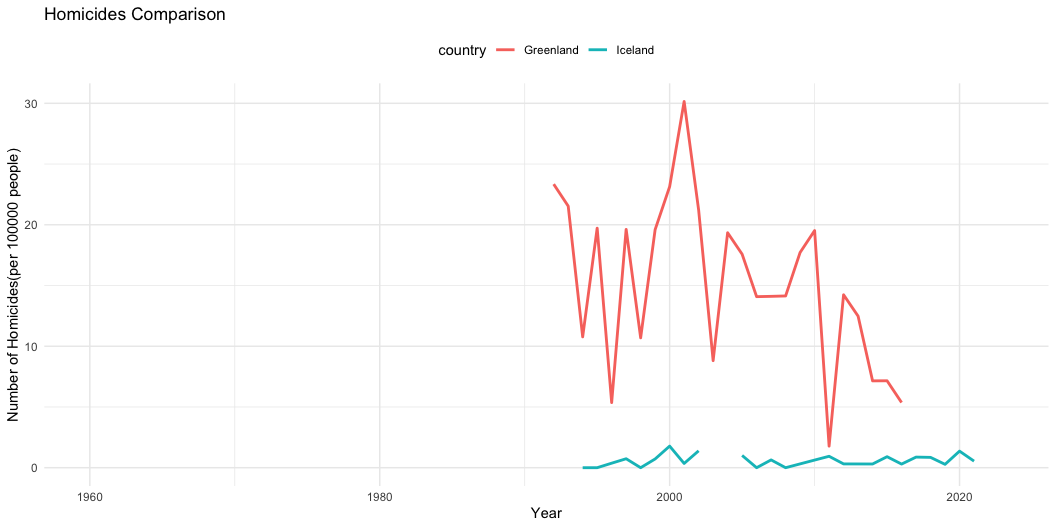 Homicides Comparison
country Greenland Iceland
Number of Homicides(per 100000 people)
30
20
10
0
1960 1980 2000 2020
Year